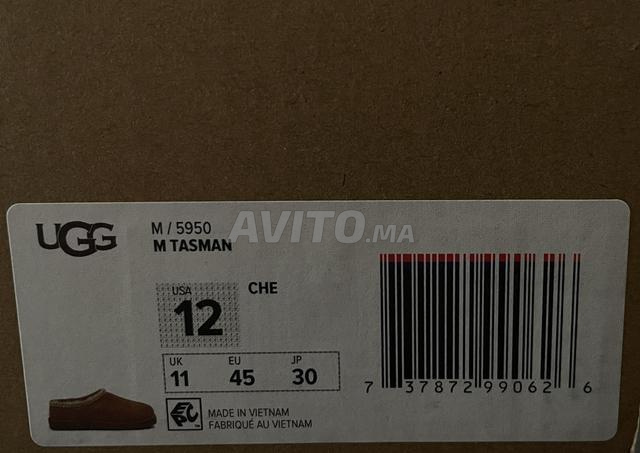 UGG
M / 5950
M TASMAN
AVITO.MA
USA
12
CHE
UK EU JP
11 45 30
EPC
MADE IN VIETNAM
FABRIQUÉ AU VIETNAM
7 37872 99062 6